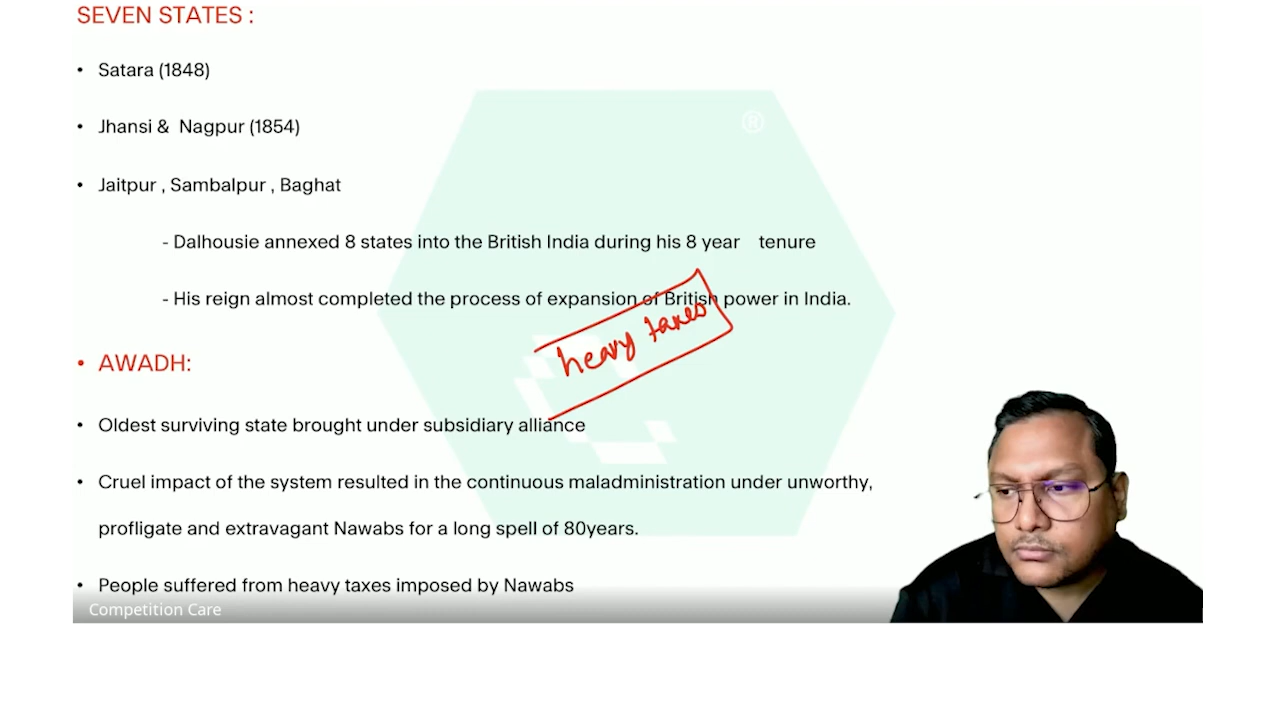 SEVEN STATES :
• Satara (1848)
®
• Jhansi & Nagpur (1854)
• Jaitpur , Sambalpur , Baghat
- Dalhousie annexed 8 states into the British India during his 8 year tenure
- His reign almost completed the process of expansion of British power in India.
heavy taxes
• AWADH:
• Oldest surviving state brought under subsidiary alliance
• Cruel impact of the system resulted in the continuous maladministration under unworthy,
profligate and extravagant Nawabs for a long spell of 80years.
• People suffered from heavy taxes imposed by Nawabs
Competition Care